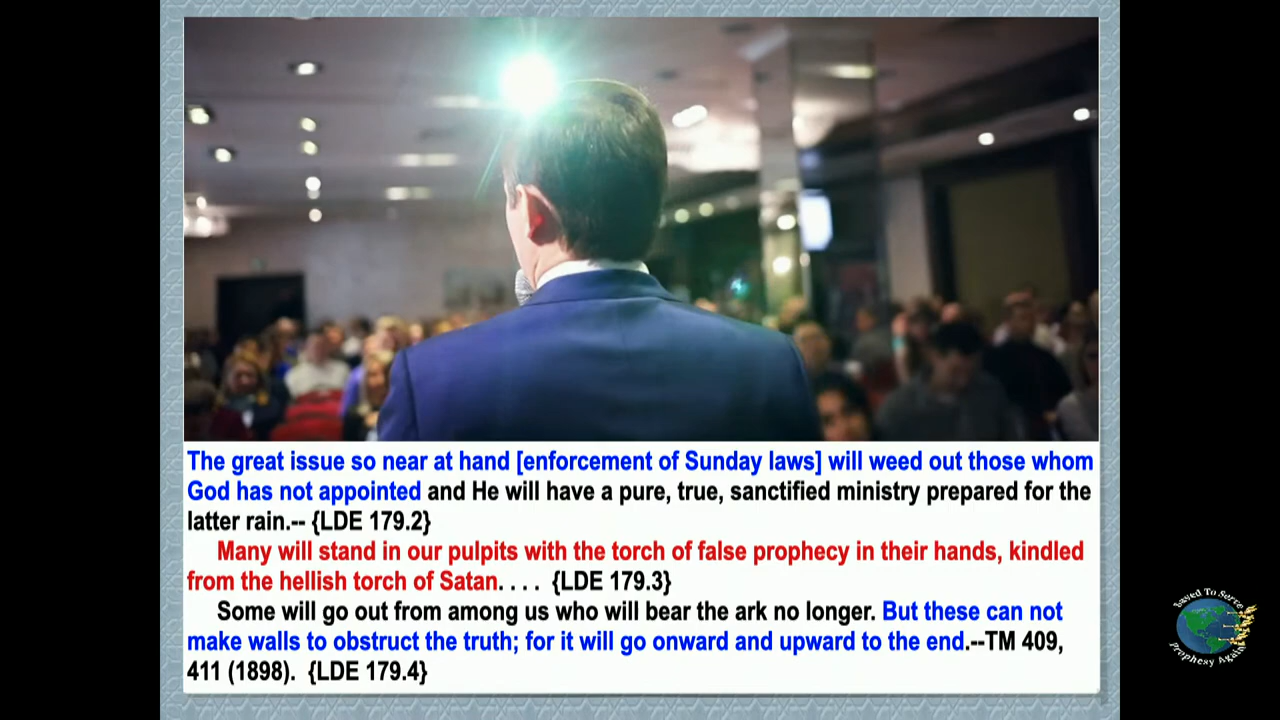 The great issue so near at hand [enforcement of Sunday laws] will weed out those whom
God has not appointed and He will have a pure, true, sanctified ministry prepared for the
latter rain.-- {LDE 179.2}
Many will stand in our pulpits with the torch of false prophecy in their hands, kindled
from the hellish torch of Satan. . . . {LDE 179.3}
Some will go out from among us who will bear the ark no longer. But these can not
make walls to obstruct the truth; for it will go onward and upward to the end.--TM 409,
411 (1898). {LDE 179.4}
Saved To Serve
Prophesy Again